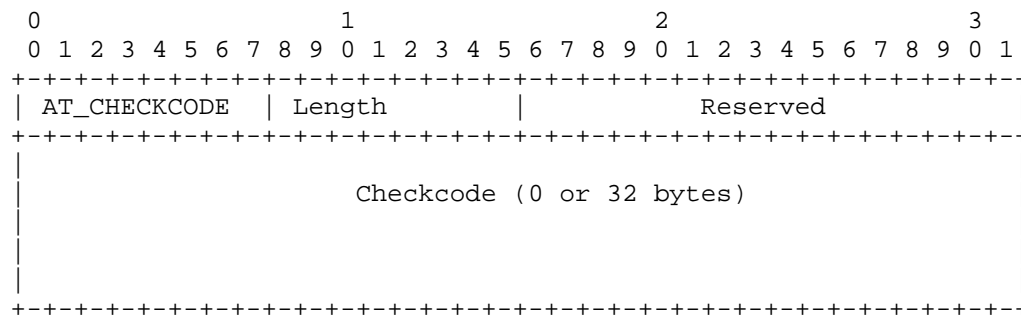 0                   1                   2                   3
 0 1 2 3 4 5 6 7 8 9 0 1 2 3 4 5 6 7 8 9 0 1 2 3 4 5 6 7 8 9 0 1
+-+-+-+-+-+-+-+-+-+-+-+-+-+-+-+-+-+-+-+-+-+-+-+-+-+-+-+-+-+-+-+--
| AT_CHECKCODE  | Length        |           Reserved
+-+-+-+-+-+-+-+-+-+-+-+-+-+-+-+-+-+-+-+-+-+-+-+-+-+-+-+-+-+-+-+--
|
|                     Checkcode (0 or 32 bytes)
|
|
|
+-+-+-+-+-+-+-+-+-+-+-+-+-+-+-+-+-+-+-+-+-+-+-+-+-+-+-+-+-+-+-+--